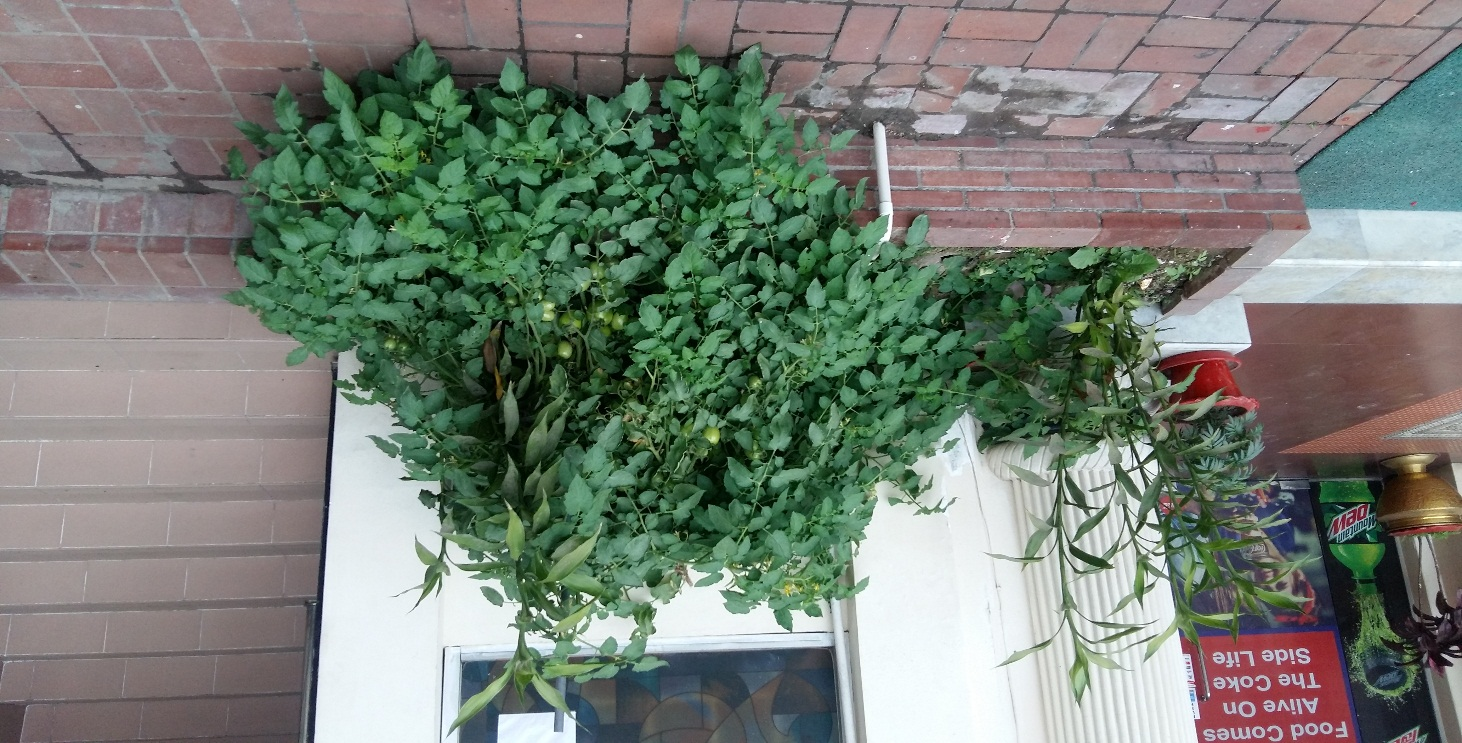 Food Comes
Alive On
The Coke
Side Life
Mountain
Dew